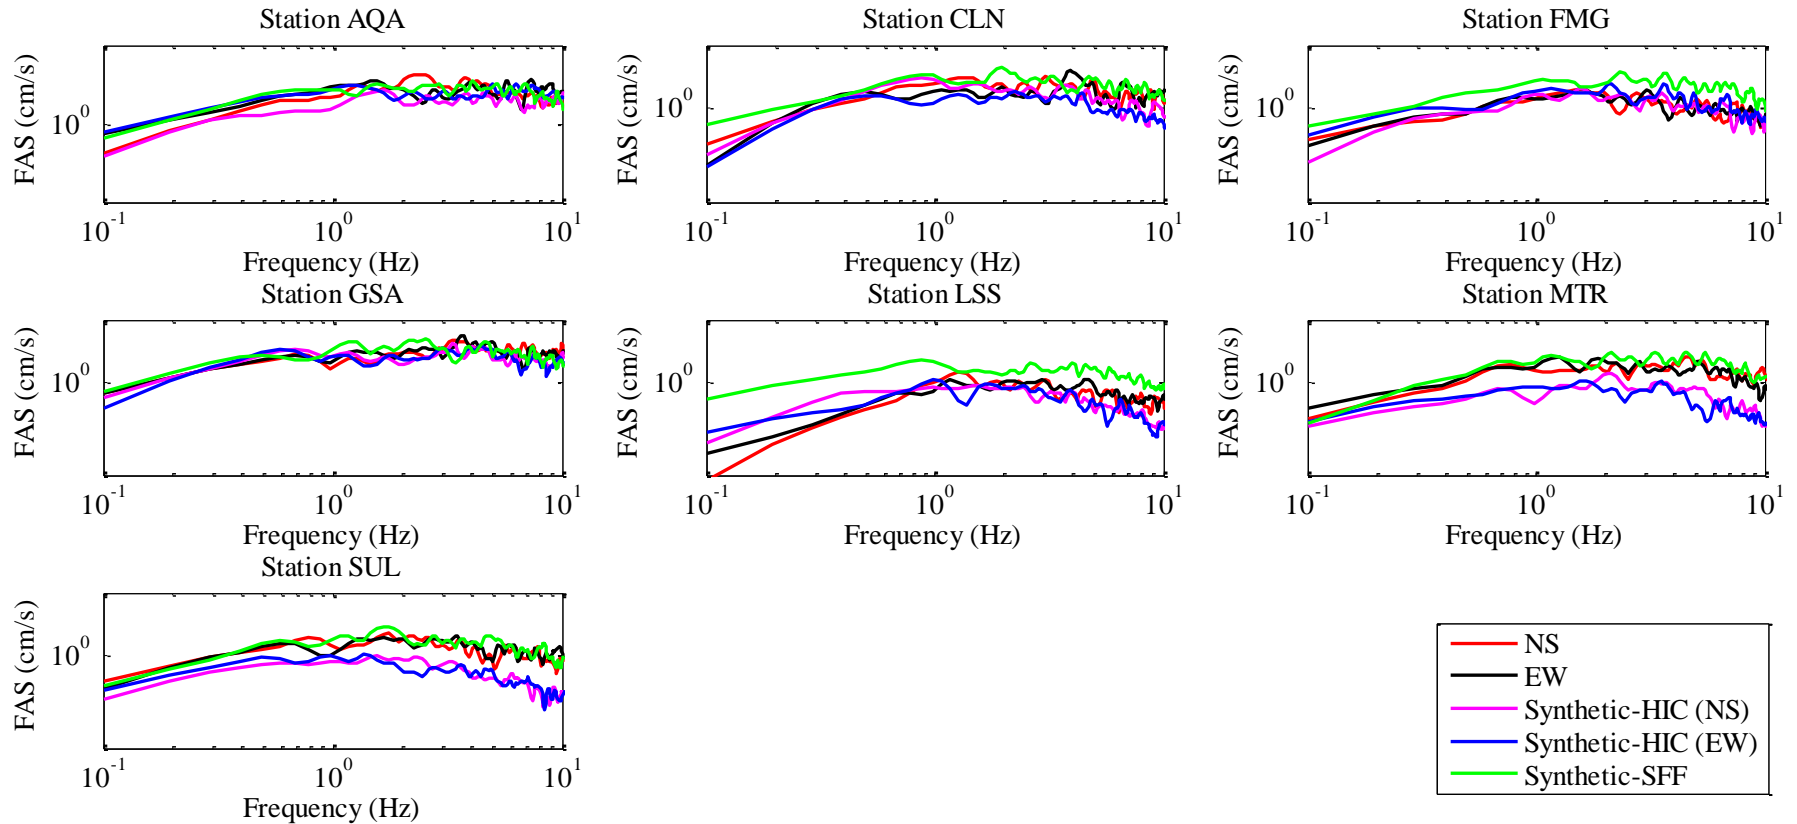 Station AQA
Station CLN
Station FMG
FAS (cm/s)
10^0
10^-1
10^0
10^1
Frequency (Hz)
FAS (cm/s)
10^0
10^-1
10^0
10^1
Frequency (Hz)
FAS (cm/s)
10^0
10^-1
10^0
10^1
Frequency (Hz)
Station GSA
Station LSS
Station MTR
FAS (cm/s)
10^0
10^-1
10^0
10^1
Frequency (Hz)
FAS (cm/s)
10^0
10^-1
10^0
10^1
Frequency (Hz)
FAS (cm/s)
10^0
10^-1
10^0
10^1
Frequency (Hz)
Station SUL
FAS (cm/s)
10^0
10^-1
10^0
10^1
Frequency (Hz)
NS
EW
Synthetic-HIC (NS)
Synthetic-HIC (EW)
Synthetic-SFF